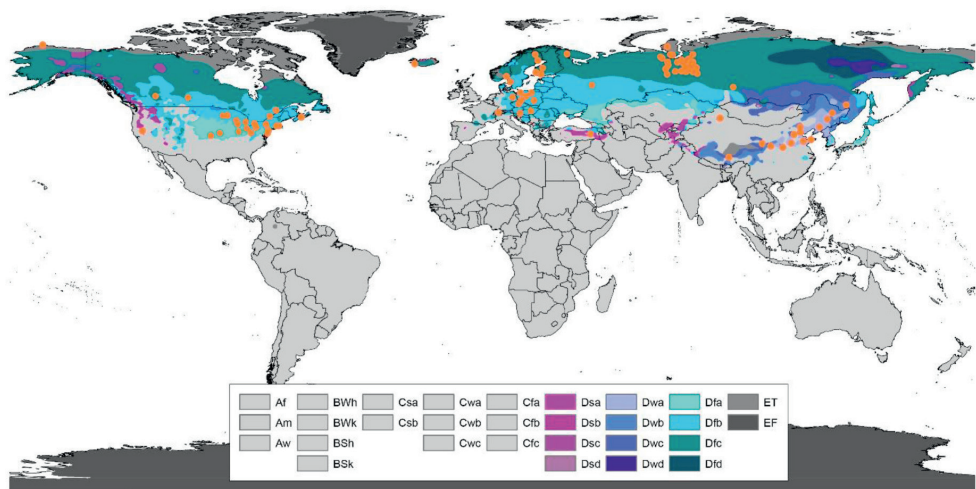 Af BWh Csa Cwa Cfa Dsa Dwa Dfa ET
Am BWk Csb Cwb Cfb Dsb Dwb Dfb EF
Aw BSh Cwc Cfc Dsc Dwc Dfc
BSk Dsd Dwd Dfd